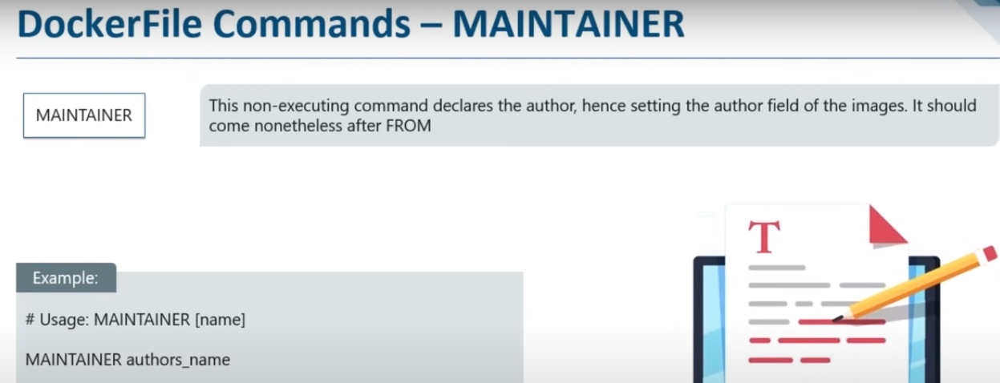 DockerFile Commands – MAINTAINER
MAINTAINER
This non-executing command declares the author, hence setting the author field of the images. It should
come nonetheless after FROM
T
Example:
# Usage: MAINTAINER [name]
MAINTAINER authors_name